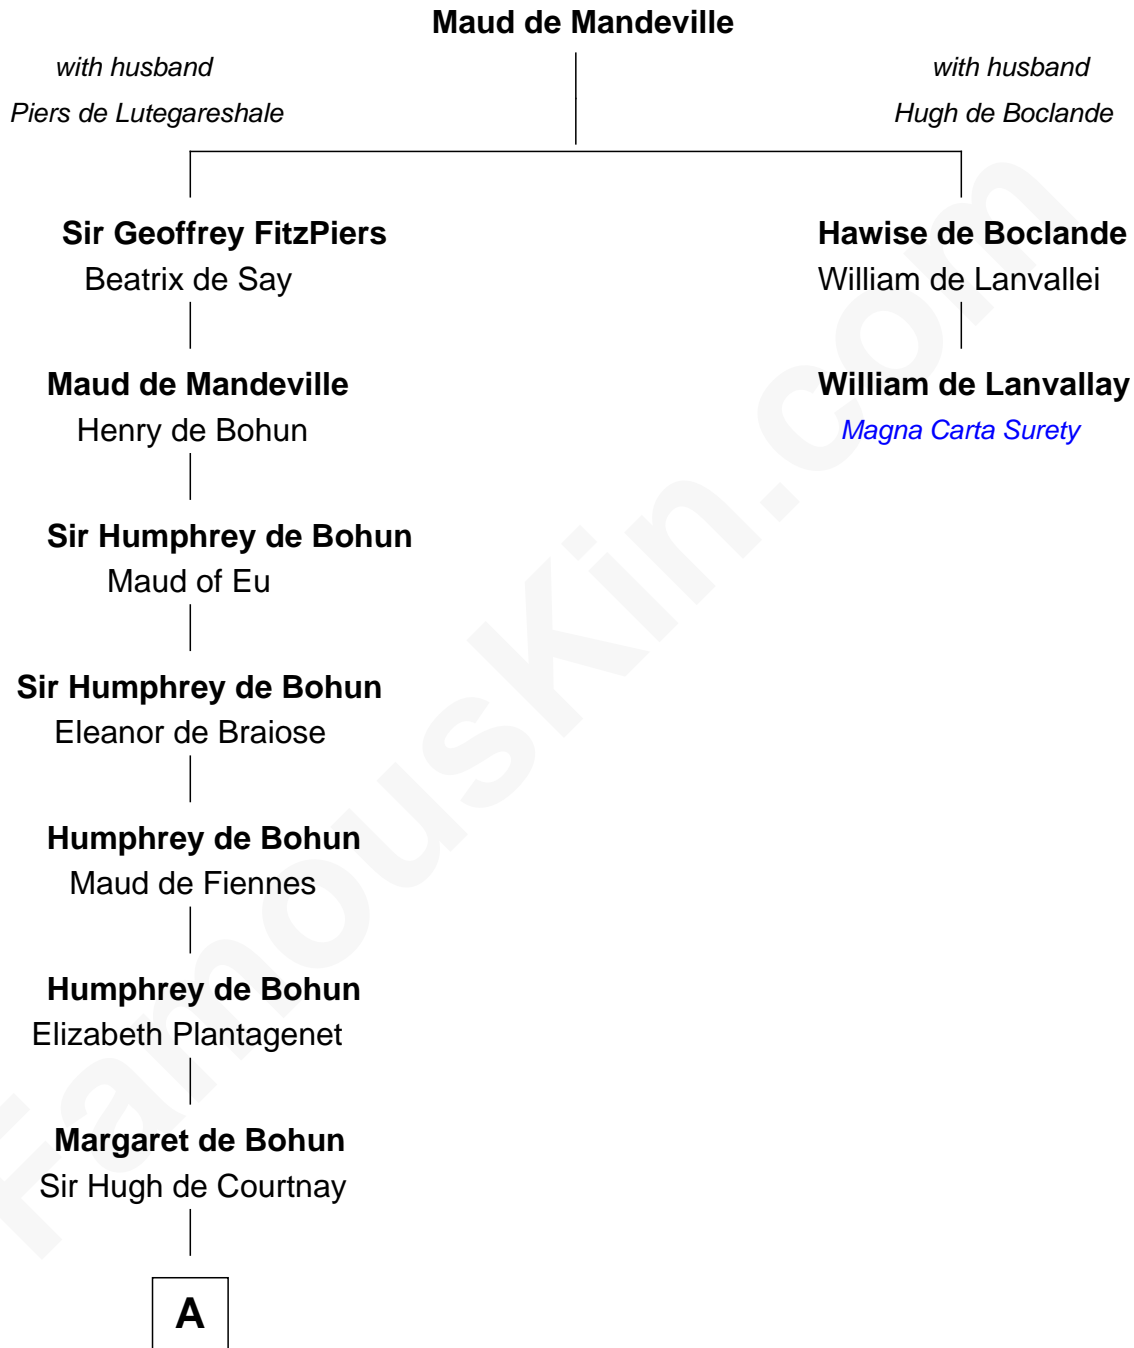 Maud de Mandeville
with husband
Piers de Lutegareshale
with husband
Hugh de Boclande
Sir Geoffrey FitzPiers
Beatrix de Say
Hawise de Boclande
William de Lanvallei
Maud de Mandeville
Henry de Bohun
William de Lanvallay
Magna Carta Surety
Sir Humphrey de Bohun
Maud of Eu
Sir Humphrey de Bohun
Eleanor de Braiose
Humphrey de Bohun
Maud de Fiennes
Humphrey de Bohun
Elizabeth Plantagenet
Margaret de Bohun
Sir Hugh de Courtnay
A
FamousKin.com